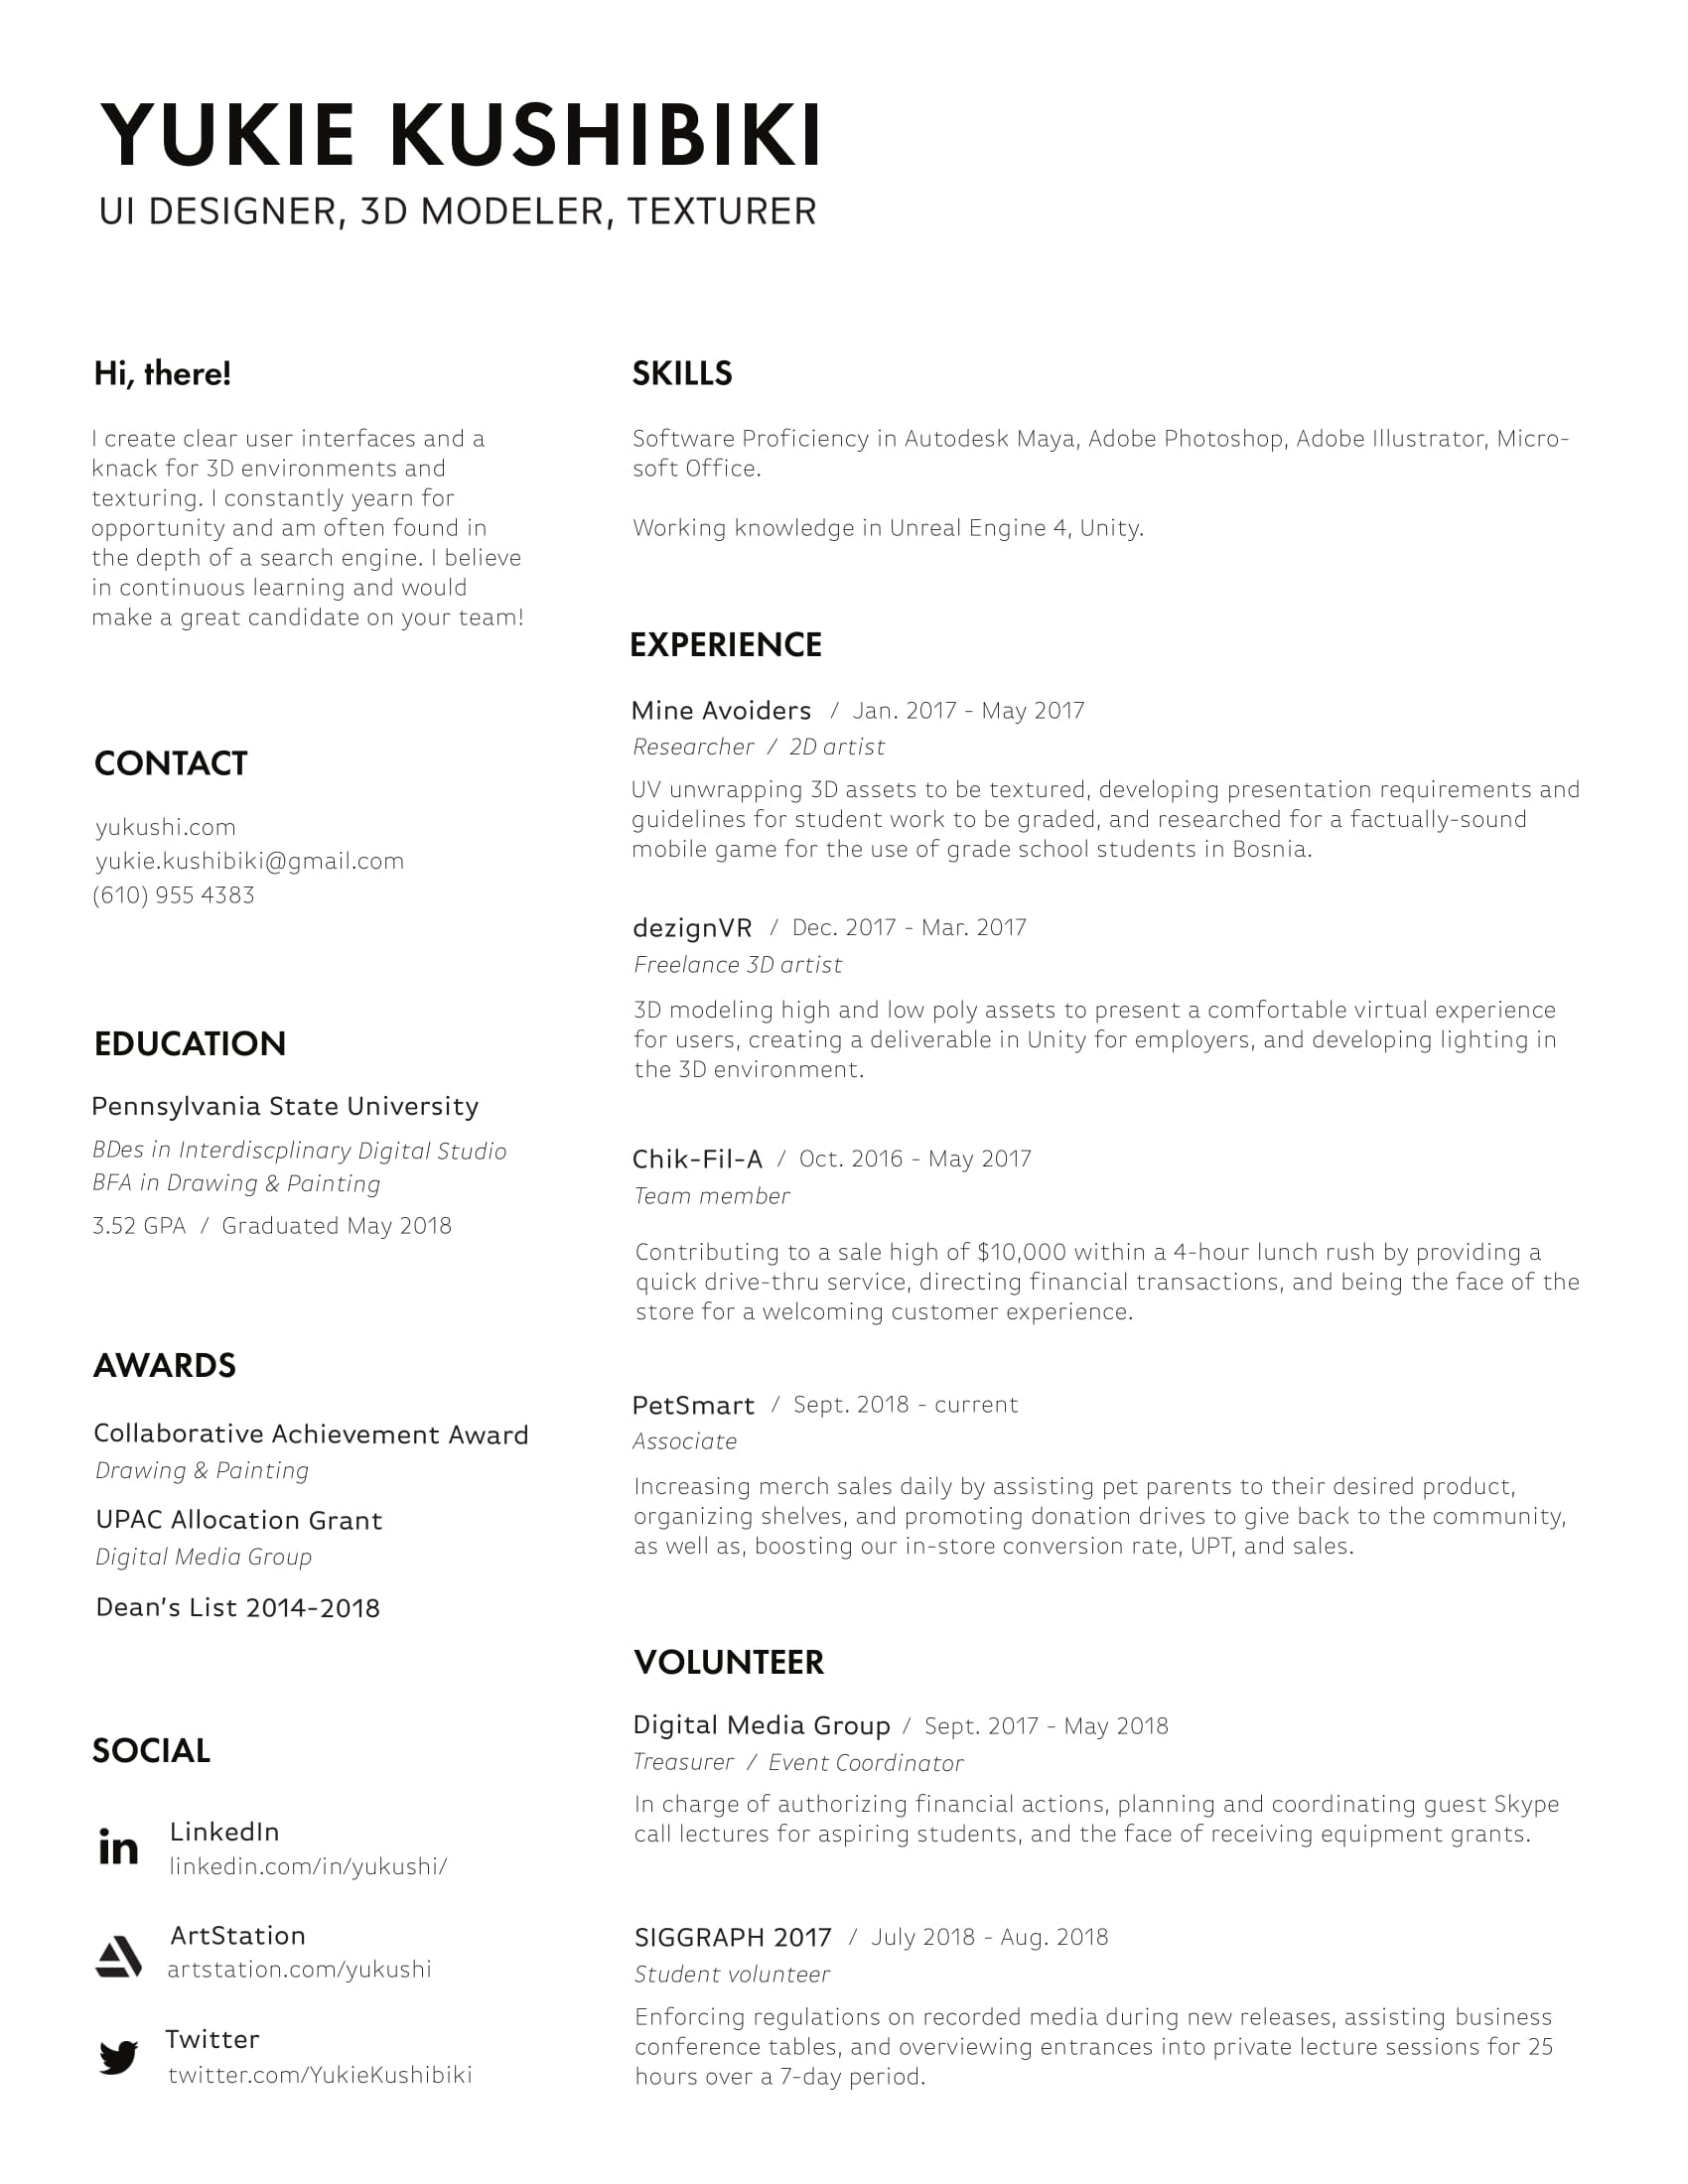 YUKIE KUSHIBIKI
UI DESIGNER, 3D MODELER, TEXTURER
Hi, there!
I create clear user interfaces and a
knack for 3D environments and
texturing. I constantly yearn for
opportunity and am often found in
the depth of a search engine. I believe
in continuous learning and would
make a great candidate on your team!
CONTACT
yukushi.com
yukie.kushibiki@gmail.com
(610) 955 4383
EDUCATION
Pennsylvania State University
BDes in Interdiscplinary Digital Studio
BFA in Drawing & Painting
3.52 GPA / Graduated May 2018
AWARDS
Collaborative Achievement Award
Drawing & Painting
UPAC Allocation Grant
Digital Media Group
Dean's List 2014-2018
SOCIAL
in
LinkedIn
linkedin.com/in/yukushi/
ArtStation
artstation.com/yukushi
Twitter
twitter.com/YukieKushibiki
SKILLS
Software Proficiency in Autodesk Maya, Adobe Photoshop, Adobe Illustrator, Micro-
soft Office.
Working knowledge in Unreal Engine 4, Unity.
EXPERIENCE
Mine Avoiders / Jan. 2017 - May 2017
Researcher / 2D artist
UV unwrapping 3D assets to be textured, developing presentation requirements and
guidelines for student work to be graded, and researched for a factually-sound
mobile game for the use of grade school students in Bosnia.
dezignVR / Dec. 2017 - Mar. 2017
Freelance 3D artist
3D modeling high and low poly assets to present a comfortable virtual experience
for users, creating a deliverable in Unity for employers, and developing lighting in
the 3D environment.
Chik-Fil-A / Oct. 2016 - May 2017
Team member
Contributing to a sale high of $10,000 within a 4-hour lunch rush by providing a
quick drive-thru service, directing financial transactions, and being the face of the
store for a welcoming customer experience.
PetSmart / Sept. 2018 - current
Associate
Increasing merch sales daily by assisting pet parents to their desired product,
organizing shelves, and promoting donation drives to give back to the community,
as well as, boosting our in-store conversion rate, UPT, and sales.
VOLUNTEER
Digital Media Group / Sept. 2017 - May 2018
Treasurer / Event Coordinator
In charge of authorizing financial actions, planning and coordinating guest Skype
call lectures for aspiring students, and the face of receiving equipment grants.
SIGGRAPH 2017 / July 2018 - Aug. 2018
Student volunteer
Enforcing regulations on recorded media during new releases, assisting business
conference tables, and overviewing entrances into private lecture sessions for 25
hours over a 7-day period.